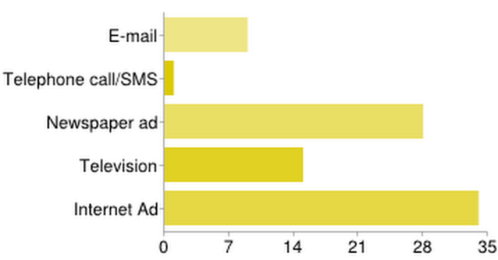 E-mail
Telephone call/SMS
Newspaper ad
Television
Internet Ad
0 7 14 21 28 35